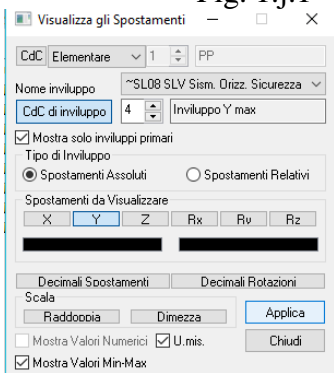 Fig. 1.j.1
Visualizza gli Spostamenti
CdC Elementare 1 PP
Nome inviluppo ~SL08 SLV Sism. Orizz. Sicurezza
CdC di inviluppo 4 Inviluppo Y max
Mostra solo inviluppi primari
Tipo di Inviluppo
Spostamenti Assoluti Spostamenti Relativi
Spostamenti da Visualizzare
X Y Z Rx Ry Rz
Decimali Spostamenti Decimali Rotazioni
Scala
Raddoppia Dimezza Applica
Mostra Valori Numerici U.mis. Chiudi
Mostra Valori Min-Max